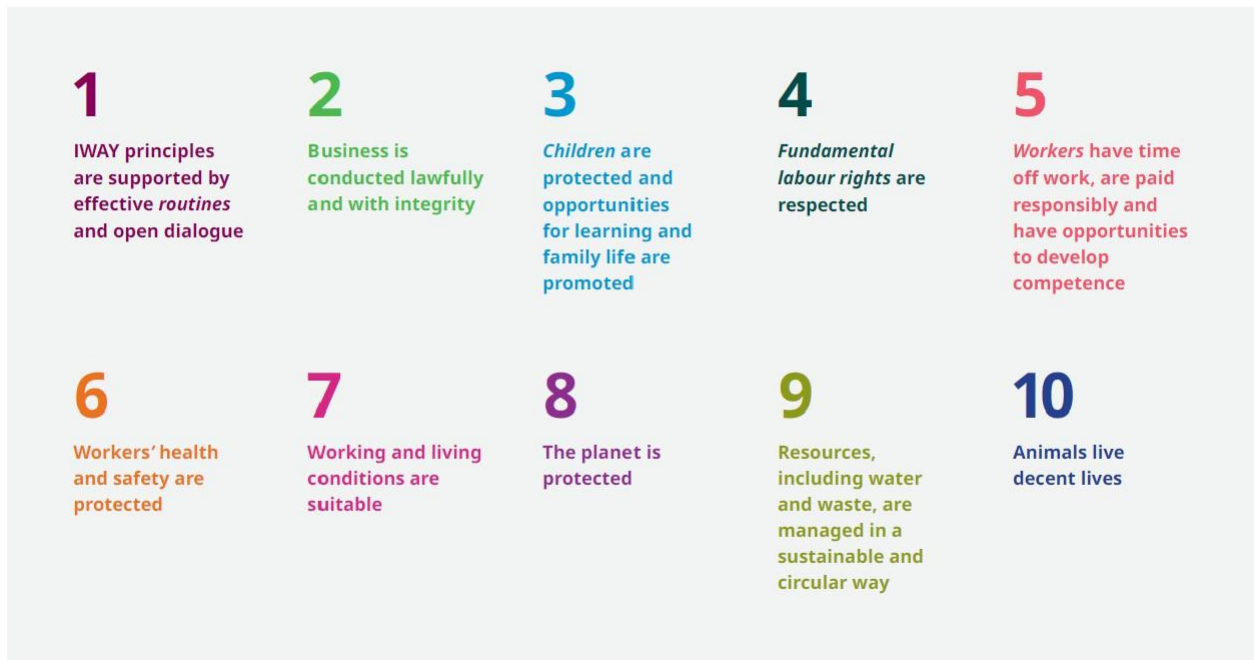 1
IWAY principles
are supported by
effective routines
and open dialogue
2
Business is
conducted lawfully
and with integrity
3
Children are
protected and
opportunities
for learning and
family life are
promoted
4
Fundamental
labour rights are
respected
5
Workers have time
off work, are paid
responsibly and
have opportunities
to develop
competence
6
Workers’ health
and safety are
protected
7
Working and living
conditions are
suitable
8
The planet is
protected
9
Resources,
including water
and waste, are
managed in a
sustainable and
circular way
10
Animals live
decent lives